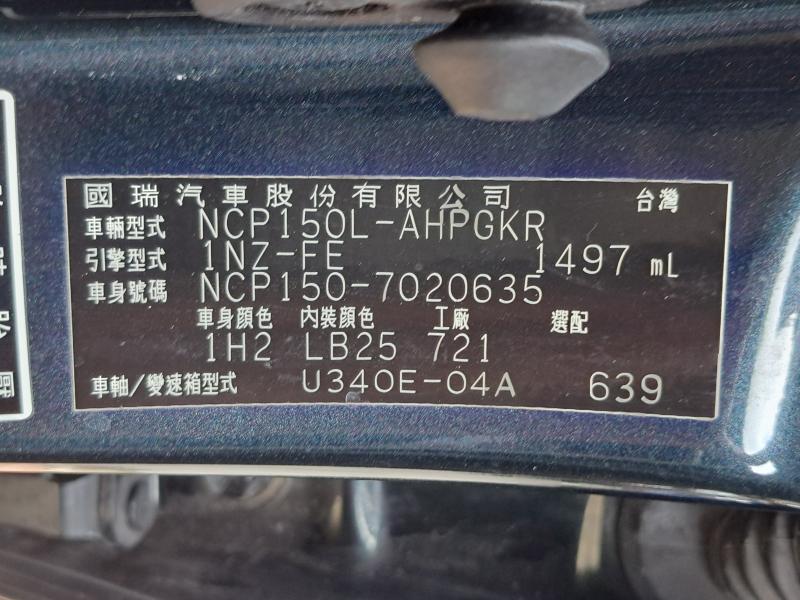 國瑞汽車股份有限公司 台灣
車輛型式 NCP150L-AHPGKR
引擎型式 1NZ-FE 1497 mL
車身號碼 NCP150-7020635
車身顏色 內裝顏色 工廠 選配
1H2 LB25 721
車軸/變速箱型式 U340E-04A 639